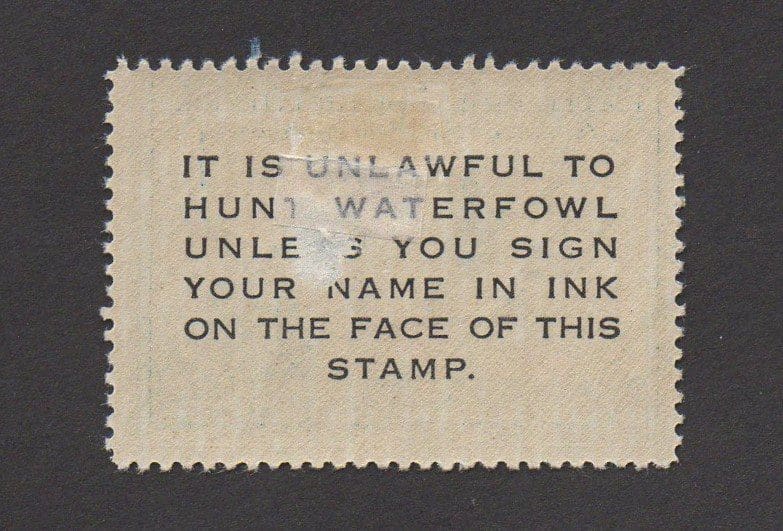 IT IS UNLAWFUL TO
HUNT WATERFOWL
UNLESS YOU SIGN
YOUR NAME IN INK
ON THE FACE OF THIS
STAMP.